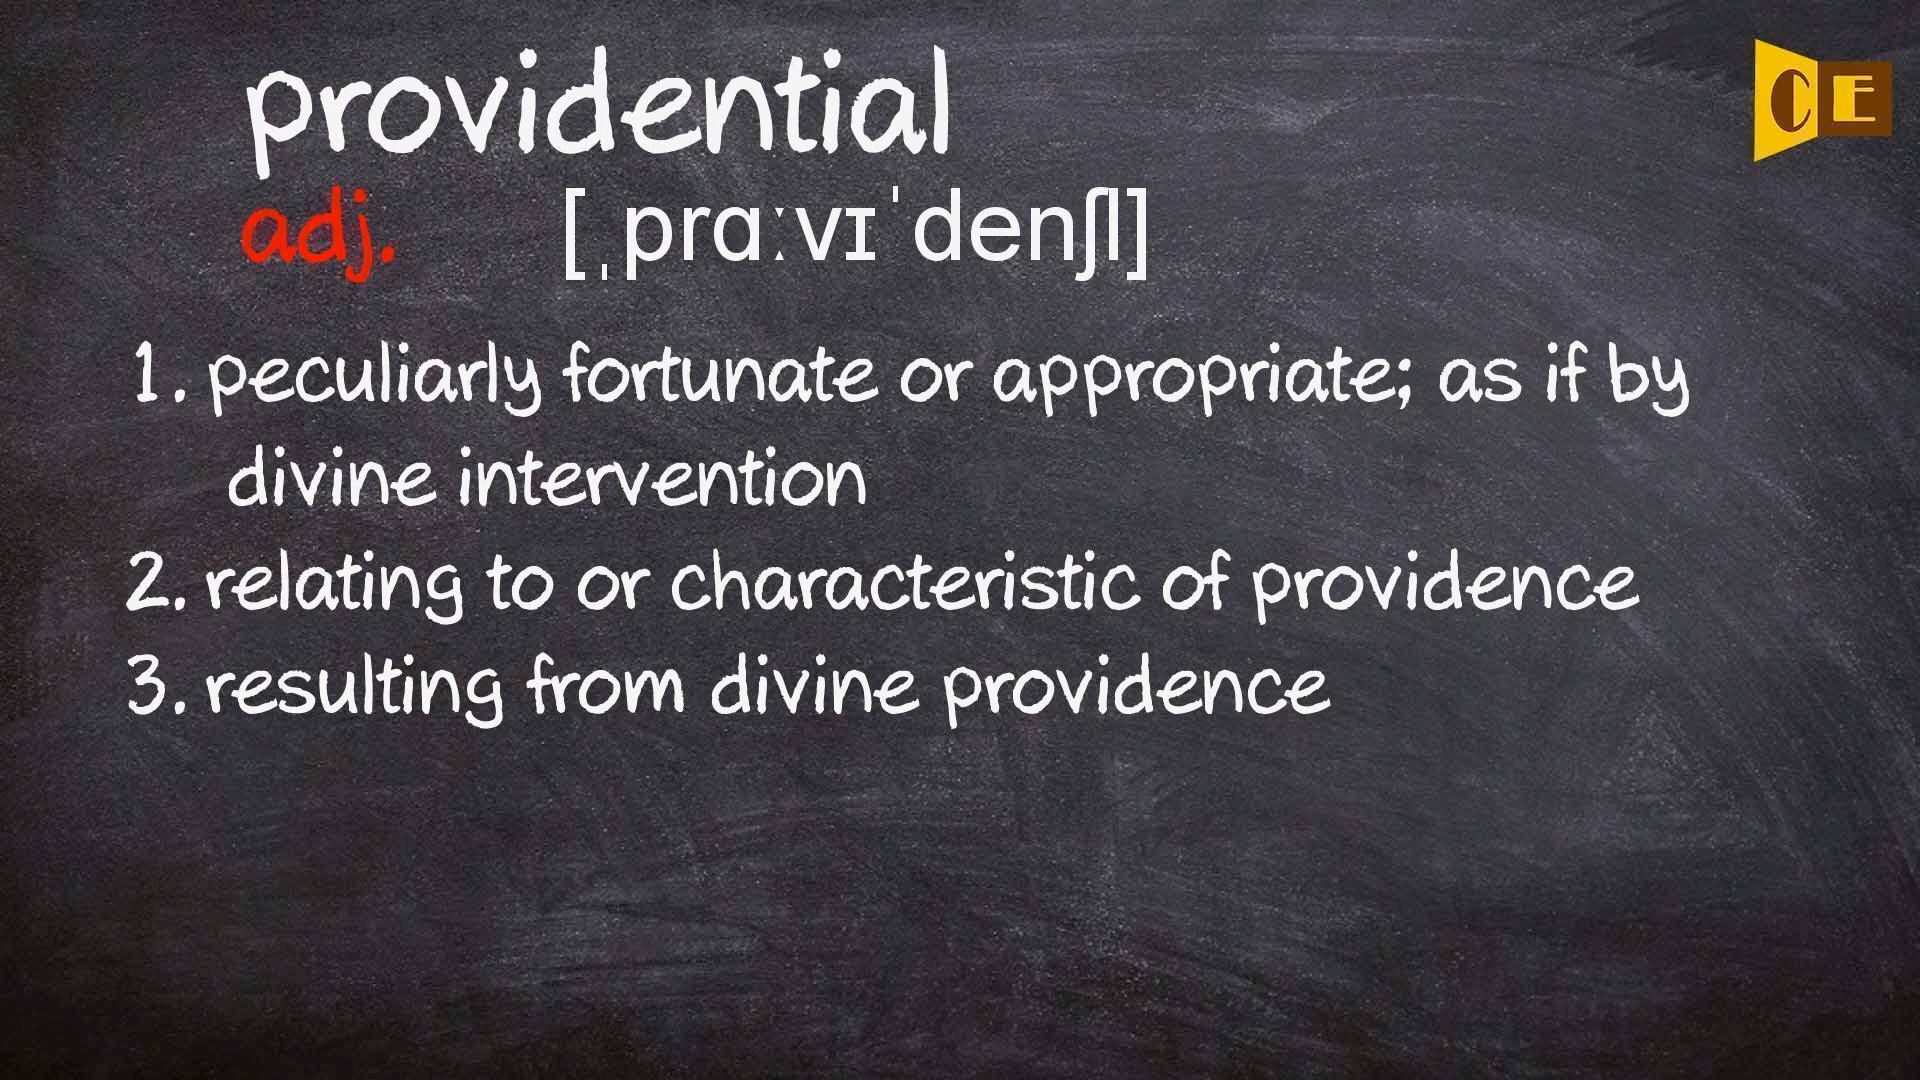 providential
CE
adj. [ˌprɑːvɪˈdenʃl]
1. peculiarly fortunate or appropriate; as if by
divine intervention
2. relating to or characteristic of providence
3. resulting from divine providence